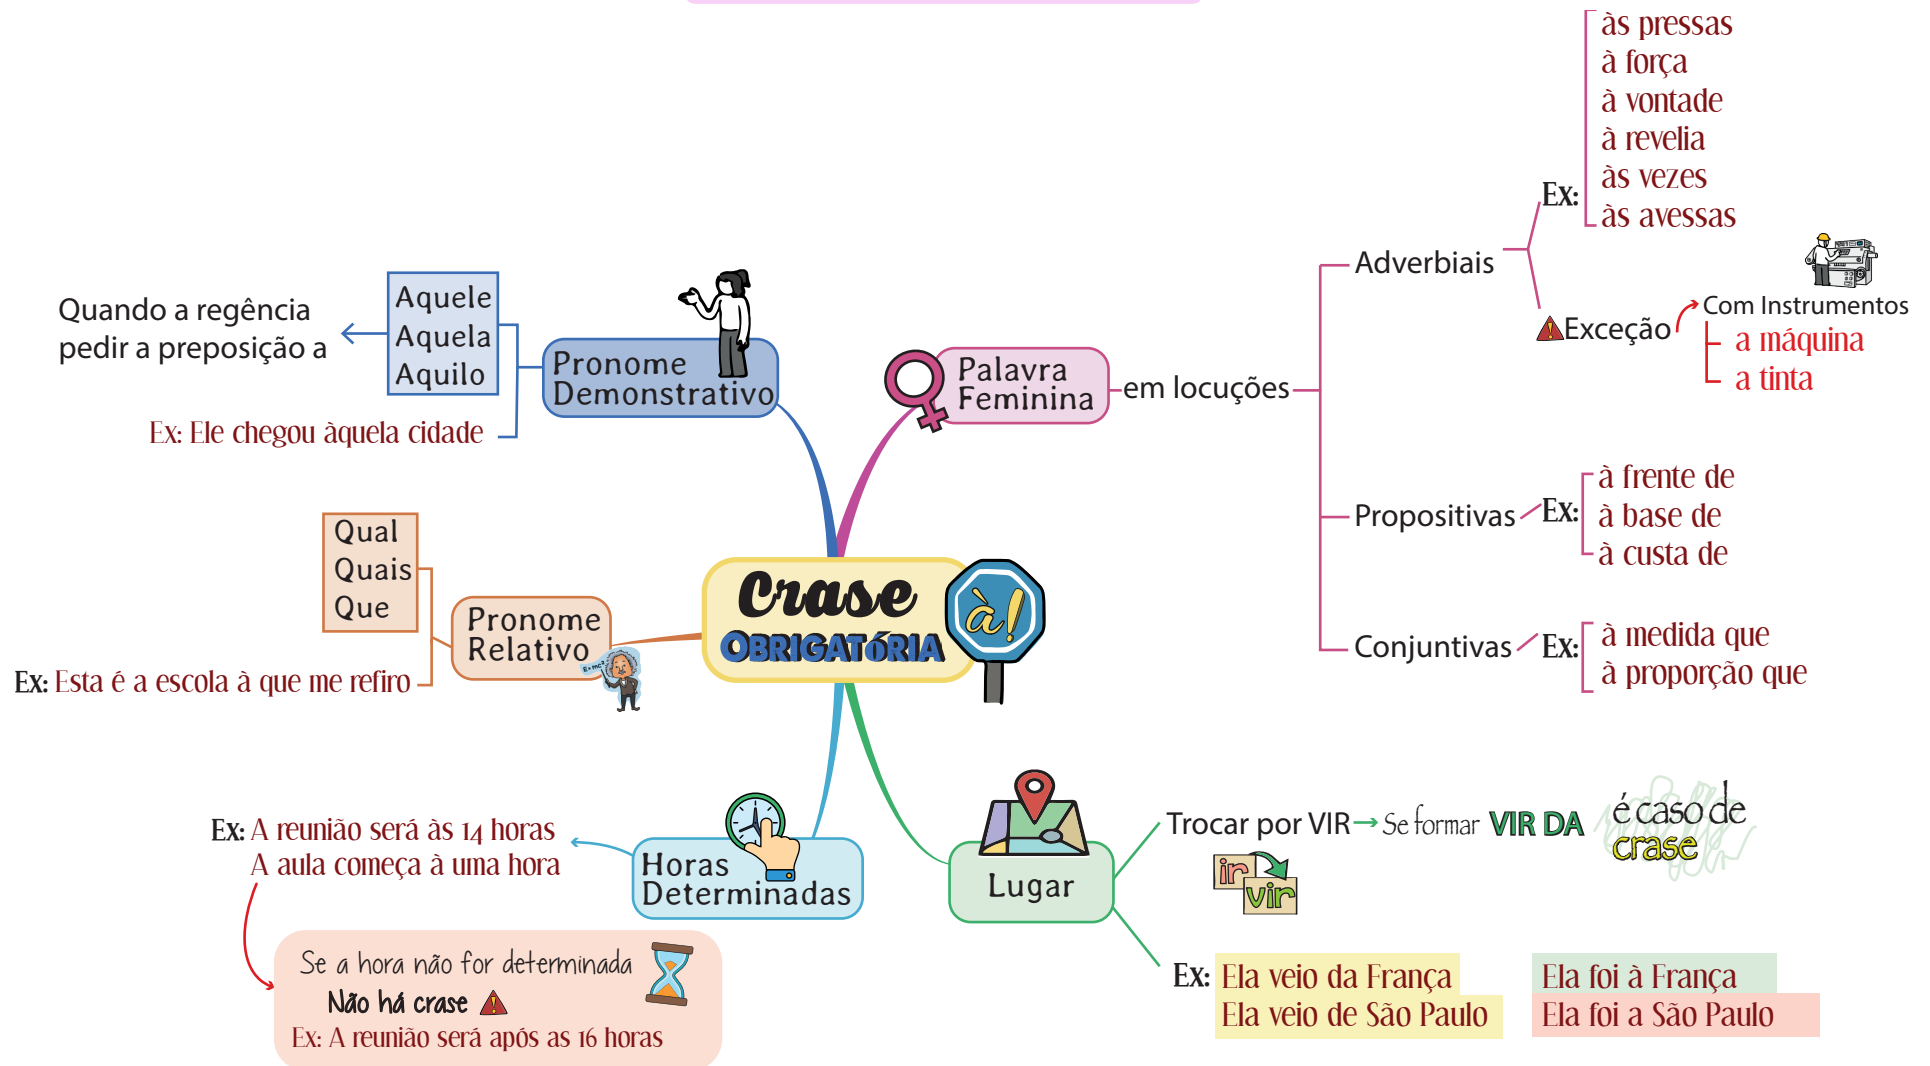 Crase
OBRIGATÓRIA
à!
Palavra
Feminina
em locuções
Adverbiais
Ex:
às pressas
à força
à vontade
à revelia
às vezes
às avessas
Exceção
Com Instrumentos
a máquina
a tinta
Propositivas
Ex:
à frente de
à base de
à custa de
Conjuntivas
Ex:
à medida que
à proporção que
Pronome
Demonstrativo
Aquele
Aquela
Aquilo
Quando a regência
pedir a preposição a
Ex: Ele chegou àquela cidade
Pronome
Relativo
E=mc²
Qual
Quais
Que
Ex: Esta é a escola à que me refiro
Horas
Determinadas
Ex: A reunião será às 14 horas
A aula começa à uma hora
Se a hora não for determinada
Não há crase
Ex: A reunião será após as 16 horas
Lugar
Trocar por VIR
Se formar VIR DA
é caso de
crase
ir
vir
Ex: Ela veio da França
Ela veio de São Paulo
Ela foi à França
Ela foi a São Paulo